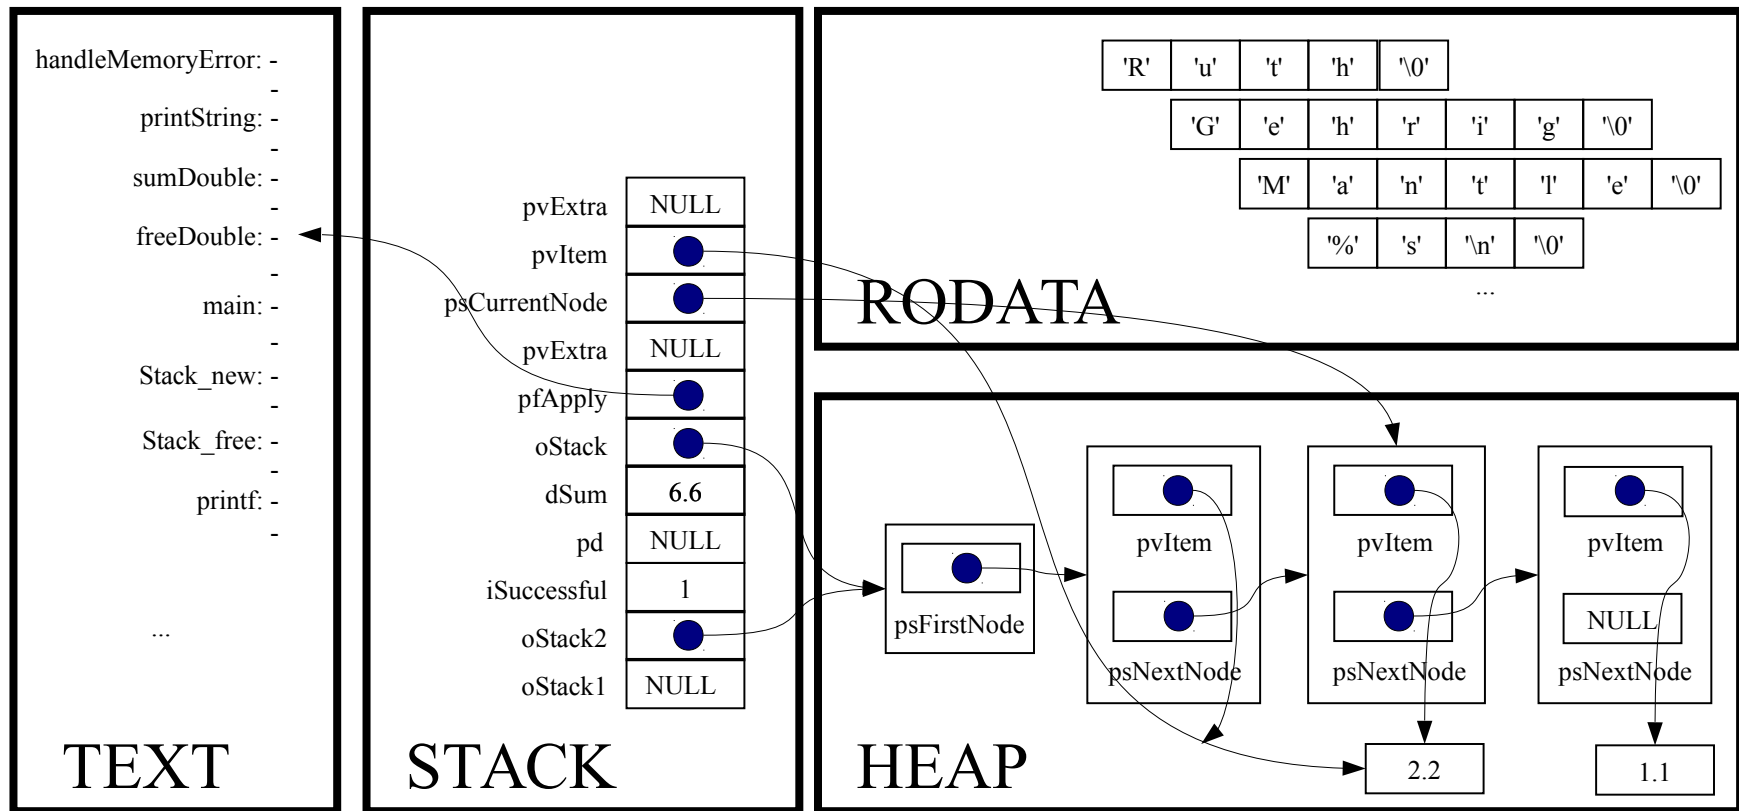 handleMemoryError: -
-
printString: -
-
sumDouble: -
-
freeDouble: -
-
main: -
-
Stack_new: -
-
Stack_free: -
-
printf: -
-
...
TEXT
pvExtra NULL
pvItem
psCurrentNode
pvExtra NULL
pfApply
oStack
dSum 6.6
pd NULL
iSuccessful 1
oStack2
oStack1 NULL
STACK
'R' 'u' 't' 'h' '\0'
'G' 'e' 'h' 'r' 'i' 'g' '\0'
'M' 'a' 'n' 't' 'l' 'e' '\0'
'%' 's' '\n' '\0'
...
RODATA
pvItem pvItem pvItem
psFirstNode NULL
psNextNode psNextNode psNextNode
2.2 1.1
HEAP